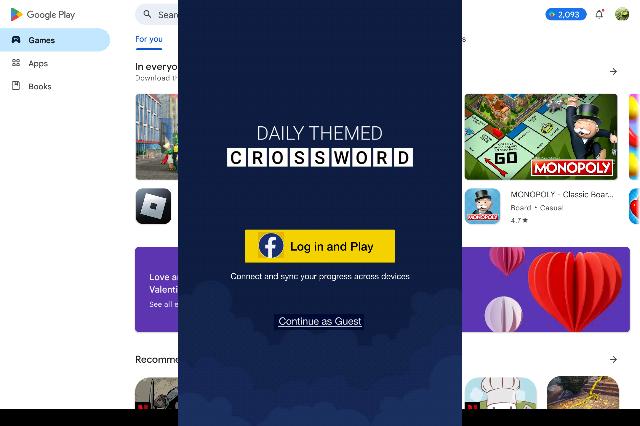 Google Play
Sear
2,093
Games
Apps
Books
For you
s
In everyo
Download th
DAILY THEMED
CROSSWORD
GO
MONOPOLY
MONOPOLY - Classic Boar...
Board • Casual
4.7★
Log in and Play
Connect and sync your progress across devices
Love a
Valenti
See all e
Continue as Guest
Recomme